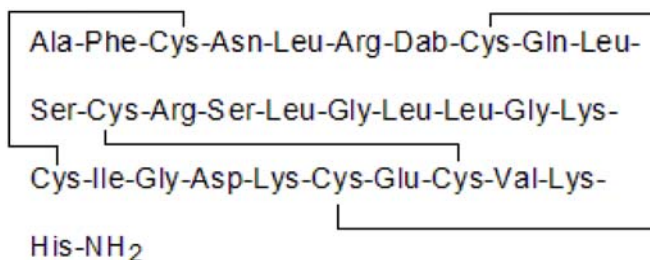 Ala-Phe-Cys-Asn-Leu-Arg-Dab-Cys-Gln-Leu-
Ser-Cys-Arg-Ser-Leu-Gly-Leu-Leu-Gly-Lys-
Cys-Ile-Gly-Asp-Lys-Cys-Glu-Cys-Val-Lys-
His-NH2